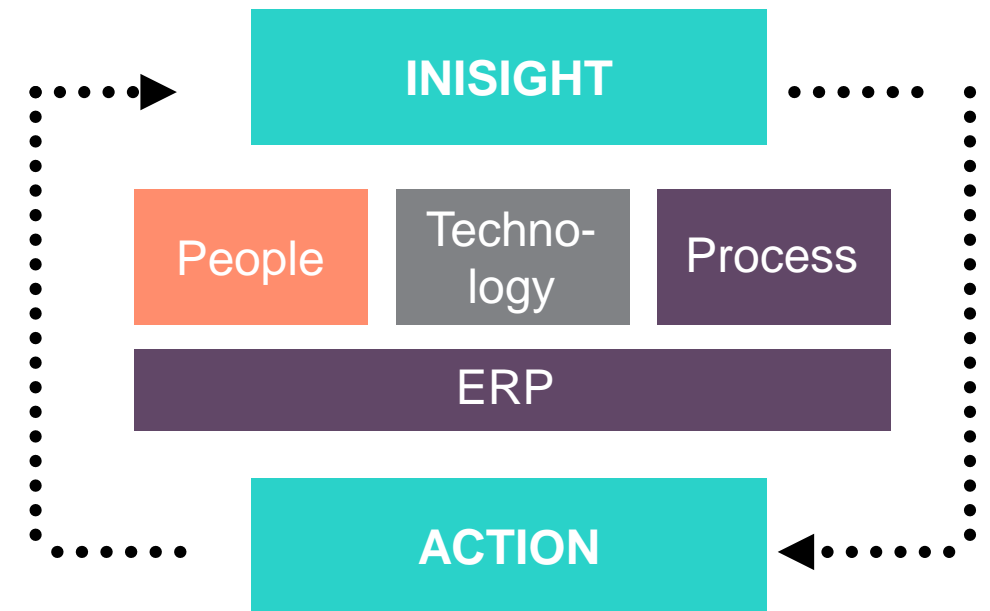 INISIGHT
People
Techno-
logy
Process
ERP
ACTION